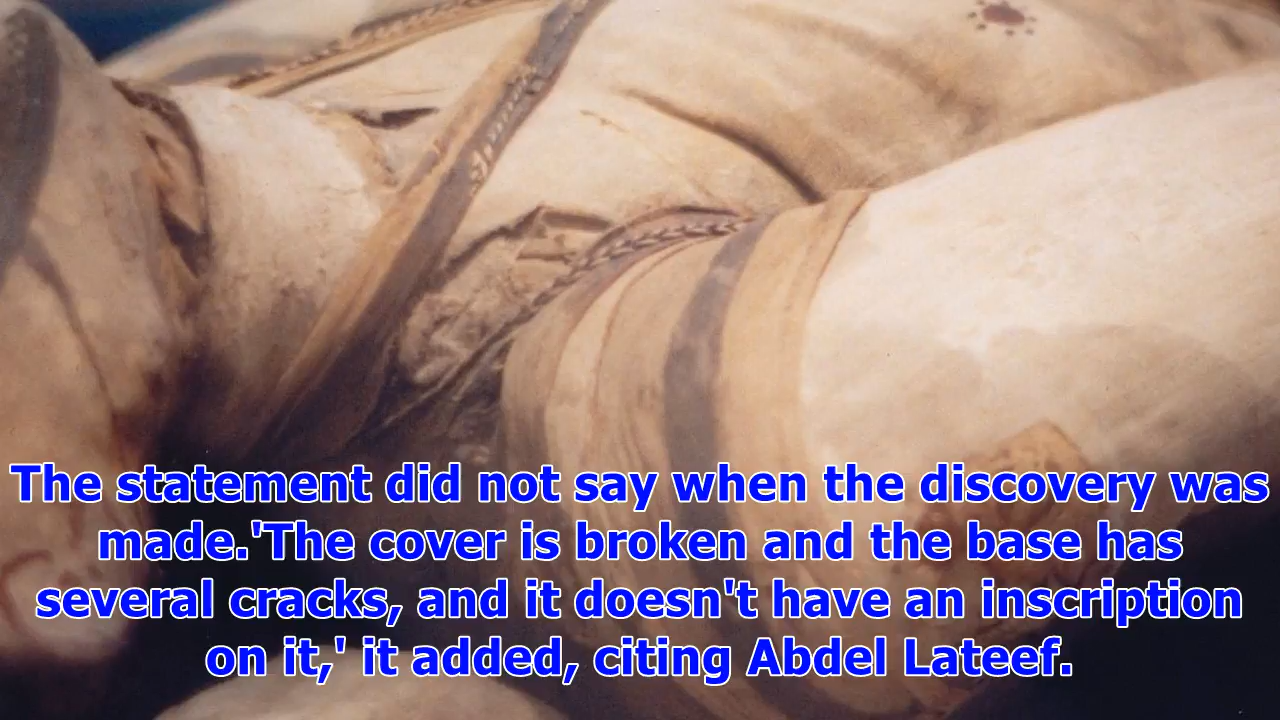 The statement did not say when the discovery was
made.'The cover is broken and the base has
several cracks, and it doesn't have an inscription
on it,' it added, citing Abdel Lateef.